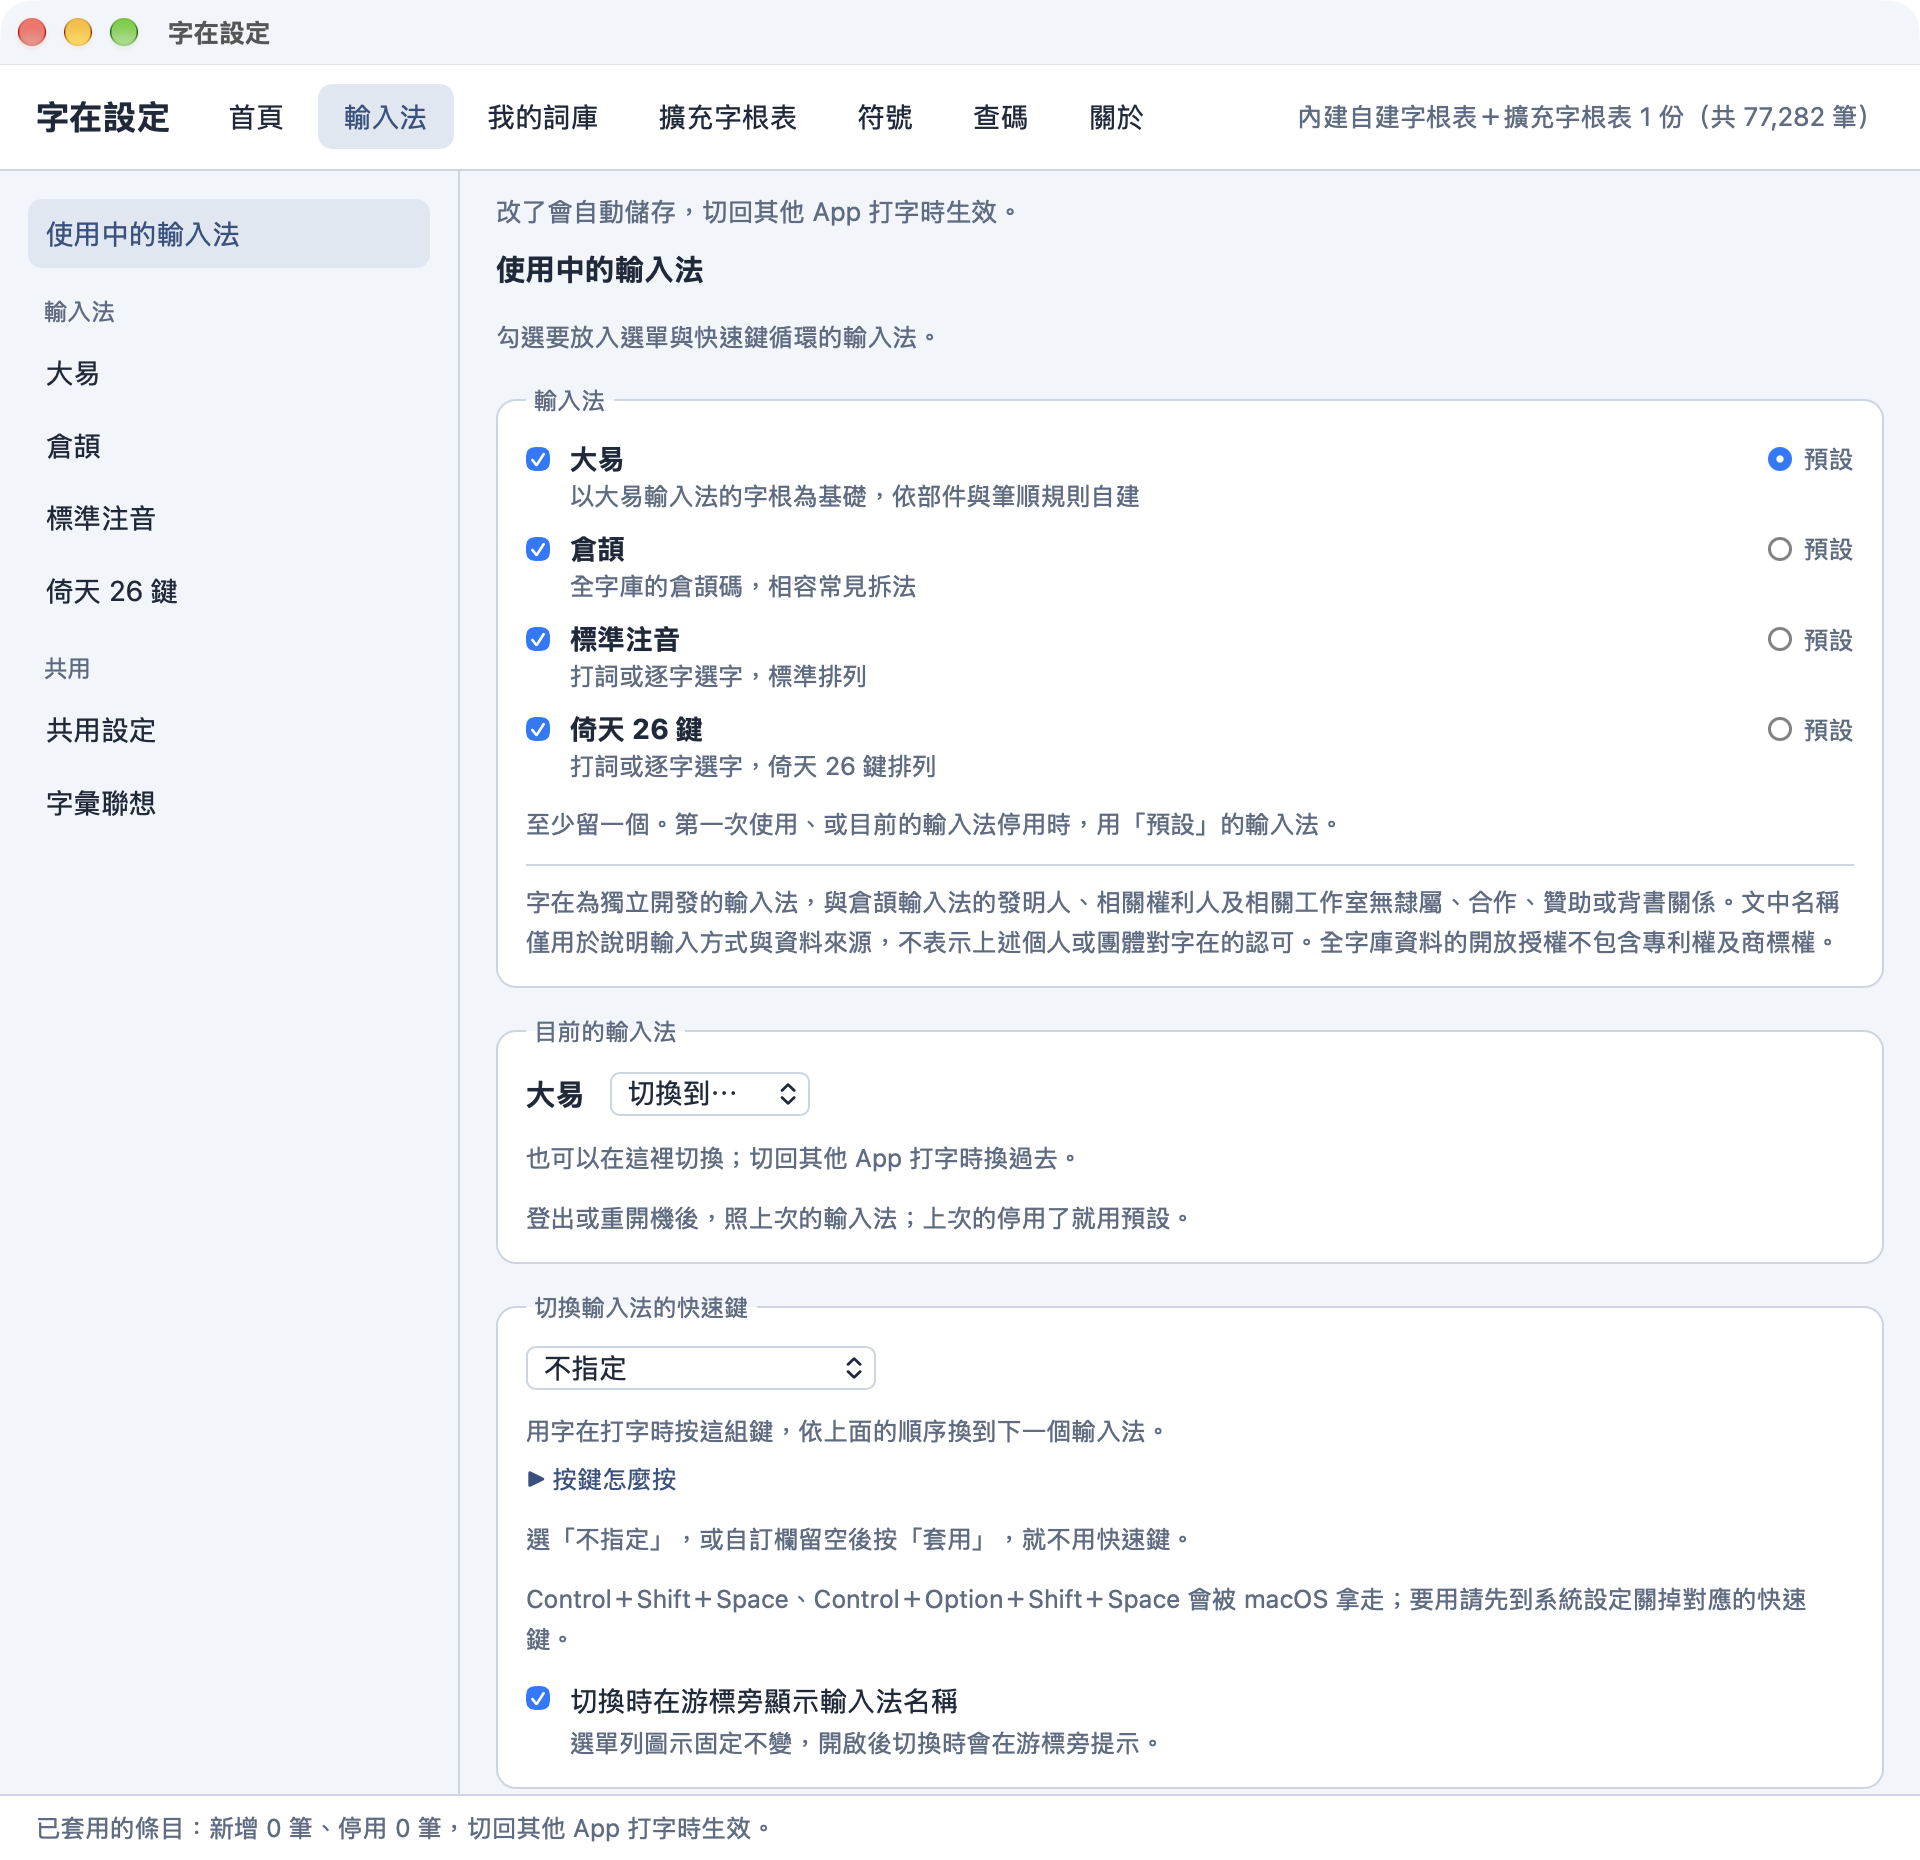 字在設定
字在設定 首頁 輸入法 我的詞庫 擴充字根表 符號 查碼 關於 內建自建字根表＋擴充字根表 1 份（共 77,282 筆）
使用中的輸入法
輸入法
大易
倉頡
標準注音
倚天 26 鍵
共用
共用設定
字彙聯想
改了會自動儲存，切回其他 App 打字時生效。
使用中的輸入法
勾選要放入選單與快速鍵循環的輸入法。
輸入法
大易 預設
以大易輸入法的字根為基礎，依部件與筆順規則自建
倉頡 預設
全字庫的倉頡碼，相容常見拆法
標準注音 預設
打詞或逐字選字，標準排列
倚天 26 鍵 預設
打詞或逐字選字，倚天 26 鍵排列
至少留一個。第一次使用、或目前的輸入法停用時，用「預設」的輸入法。
字在為獨立開發的輸入法，與倉頡輸入法的發明人、相關權利人及相關工作室無隸屬、合作、贊助或背書關係。文中名稱
僅用於說明輸入方式與資料來源，不表示上述個人或團體對字在的認可。全字庫資料的開放授權不包含專利權及商標權。
目前的輸入法
大易 切換到⋯
也可以在這裡切換；切回其他 App 打字時換過去。
登出或重開機後，照上次的輸入法；上次的停用了就用預設。
切換輸入法的快速鍵
不指定
用字在打字時按這組鍵，依上面的順序換到下一個輸入法。
▶ 按鍵怎麼按
選「不指定」，或自訂欄留空後按「套用」，就不用快速鍵。
Control＋Shift＋Space、Control＋Option＋Shift＋Space 會被 macOS 拿走；要用請先到系統設定關掉對應的快速
鍵。
切換時在游標旁顯示輸入法名稱
選單列圖示固定不變，開啟後切換時會在游標旁提示。
已套用的條目：新增 0 筆、停用 0 筆，切回其他 App 打字時生效。